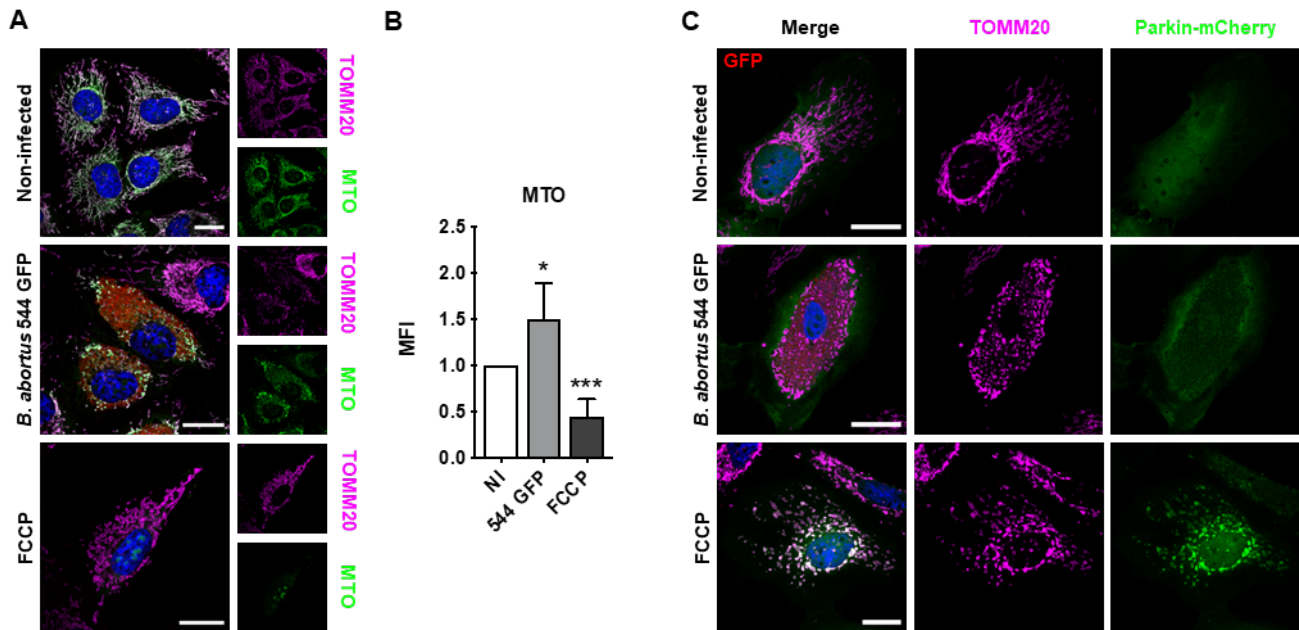 A
Non-infected
TOMM20
MTO
B. abortus 544 GFP
TOMM20
MTO
FCCP
TOMM20
MTO
B
MTO
MFI
2.5
2.0
1.5
1.0
0.5
0.0
*
***
NI
544 GFP
FCCP
C
Merge
TOMM20
Parkin-mCherry
GFP
Non-infected
B. abortus 544 GFP
FCCP